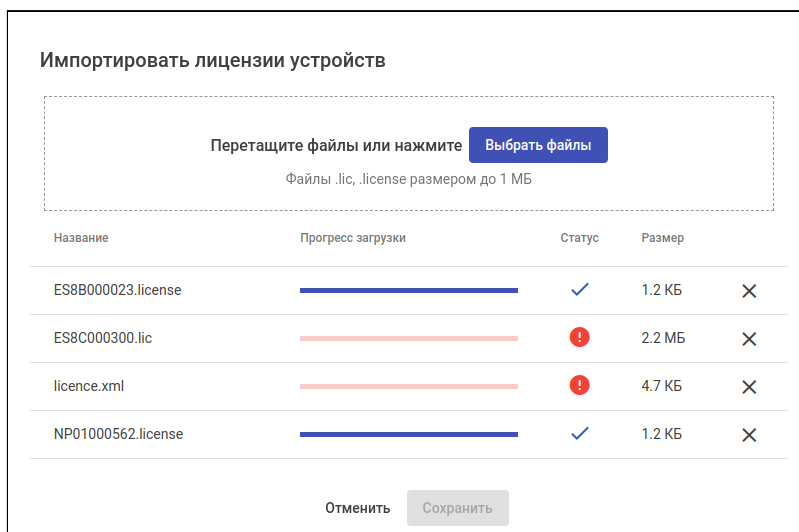 Импортировать лицензии устройств
Перетащите файлы или нажмите Выбрать файлы
Файлы .lic, .license размером до 1 МБ
Название Прогресс загрузки Статус Размер
ES8B000023.license 1.2 КБ
ES8C000300.lic 2.2 МБ
licence.xml 4.7 КБ
NP01000562.license 1.2 КБ
Отменить Сохранить